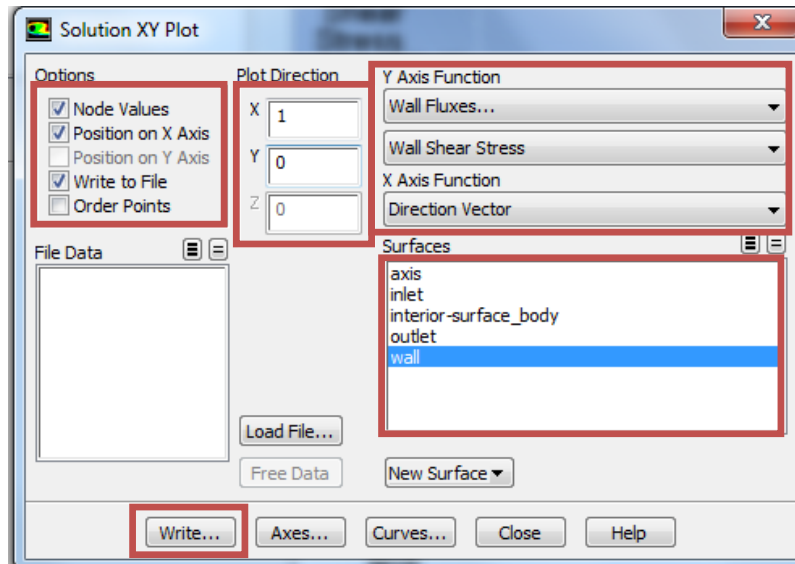 Shear
Stress
Solution XY Plot
Options
Node Values
Position on X Axis
Position on Y Axis
Write to File
Order Points
Plot Direction
X 1
Y 0
Z 0
Y Axis Function
Wall Fluxes...
Wall Shear Stress
X Axis Function
Direction Vector
File Data
Surfaces
axis
inlet
interior-surface_body
outlet
wall
Load File...
Free Data
New Surface
Write...
Axes...
Curves...
Close
Help